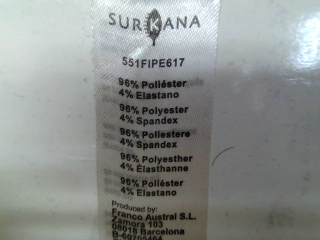 SURKANA
S51FIPE617
96% Poliéster
4% Elastano
96% Polyester
4% Spandex
96% Poliestere
4% Spandex
96% Polyesther
4% Élasthanne
96% Poliéster
4% Elastano
Produced by:
Franco Austral S.L.
Zamora 103
08018 Barcelona
B-60705464